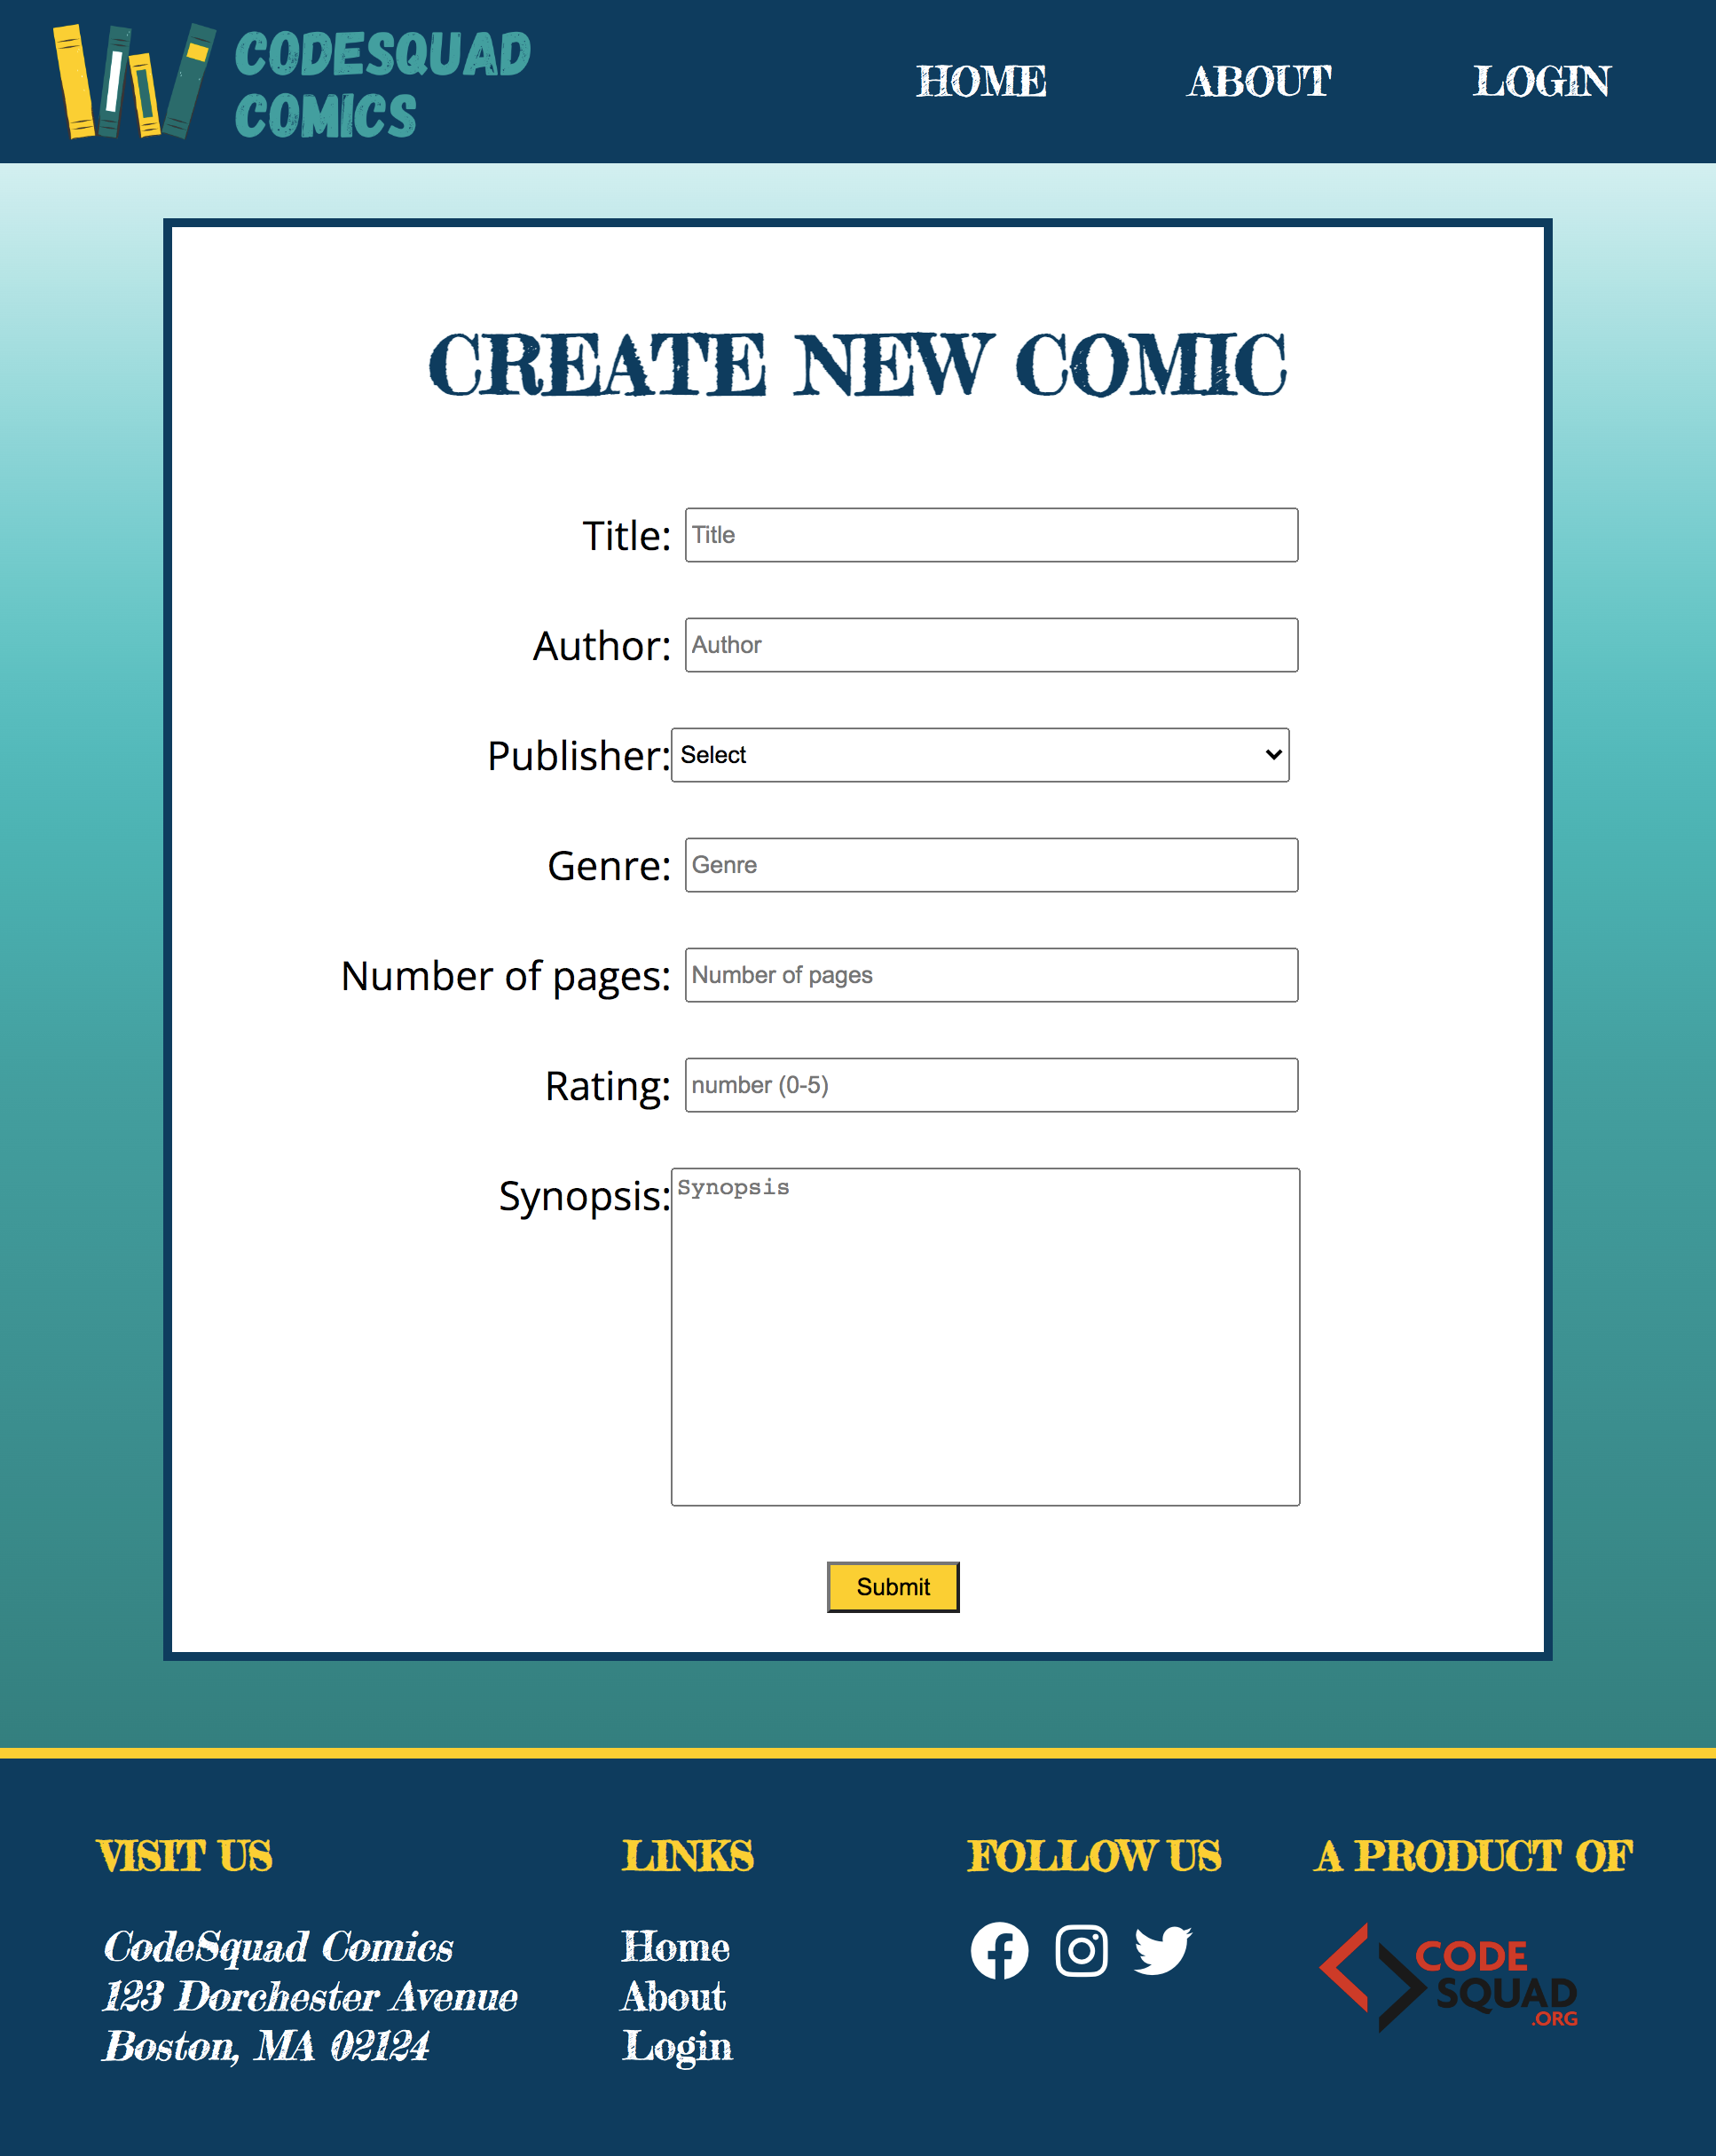 CODESQUAD
COMICS
HOME ABOUT LOGIN
CREATE NEW COMIC
Title: Title
Author: Author
Publisher: Select
Genre: Genre
Number of pages: Number of pages
Rating: number (0-5)
Synopsis: Synopsis
Submit
VISIT US
CodeSquad Comics
123 Dorchester Avenue
Boston, MA 02124
LINKS
Home
About
Login
FOLLOW US
A PRODUCT OF
CODE
SQUAD
.ORG